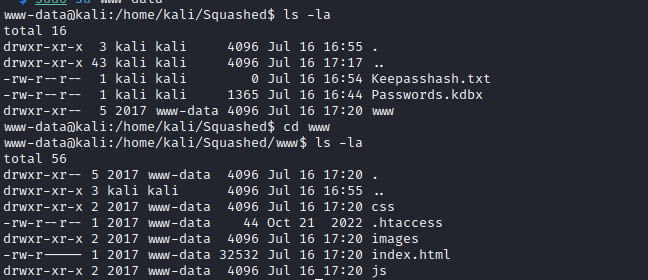 sudo su www-data
www-data@kali:/home/kali/Squashed$ ls -la
total 16
drwxr-xr-x  3 kali kali     4096 Jul 16 16:55 .
drwxr-xr-x 43 kali kali     4096 Jul 16 17:17 ..
-rw-r--r--  1 kali kali        0 Jul 16 16:54 Keepasshash.txt
-rw-r--r--  1 kali kali     1365 Jul 16 16:44 Passwords.kdbx
drwxr-xr--  5 2017 www-data 4096 Jul 16 17:20 www
www-data@kali:/home/kali/Squashed$ cd www
www-data@kali:/home/kali/Squashed/www$ ls -la
total 56
drwxr-xr-- 5 2017 www-data  4096 Jul 16 17:20 .
drwxr-xr-x 3 kali kali      4096 Jul 16 16:55 ..
drwxr-xr-x 2 2017 www-data  4096 Jul 16 17:20 css
-rw-r--r-- 1 2017 www-data    44 Oct 21  2022 .htaccess
drwxr-xr-x 2 2017 www-data  4096 Jul 16 17:20 images
-rw-r----- 1 2017 www-data 32532 Jul 16 17:20 index.html
drwxr-xr-x 2 2017 www-data  4096 Jul 16 17:20 js